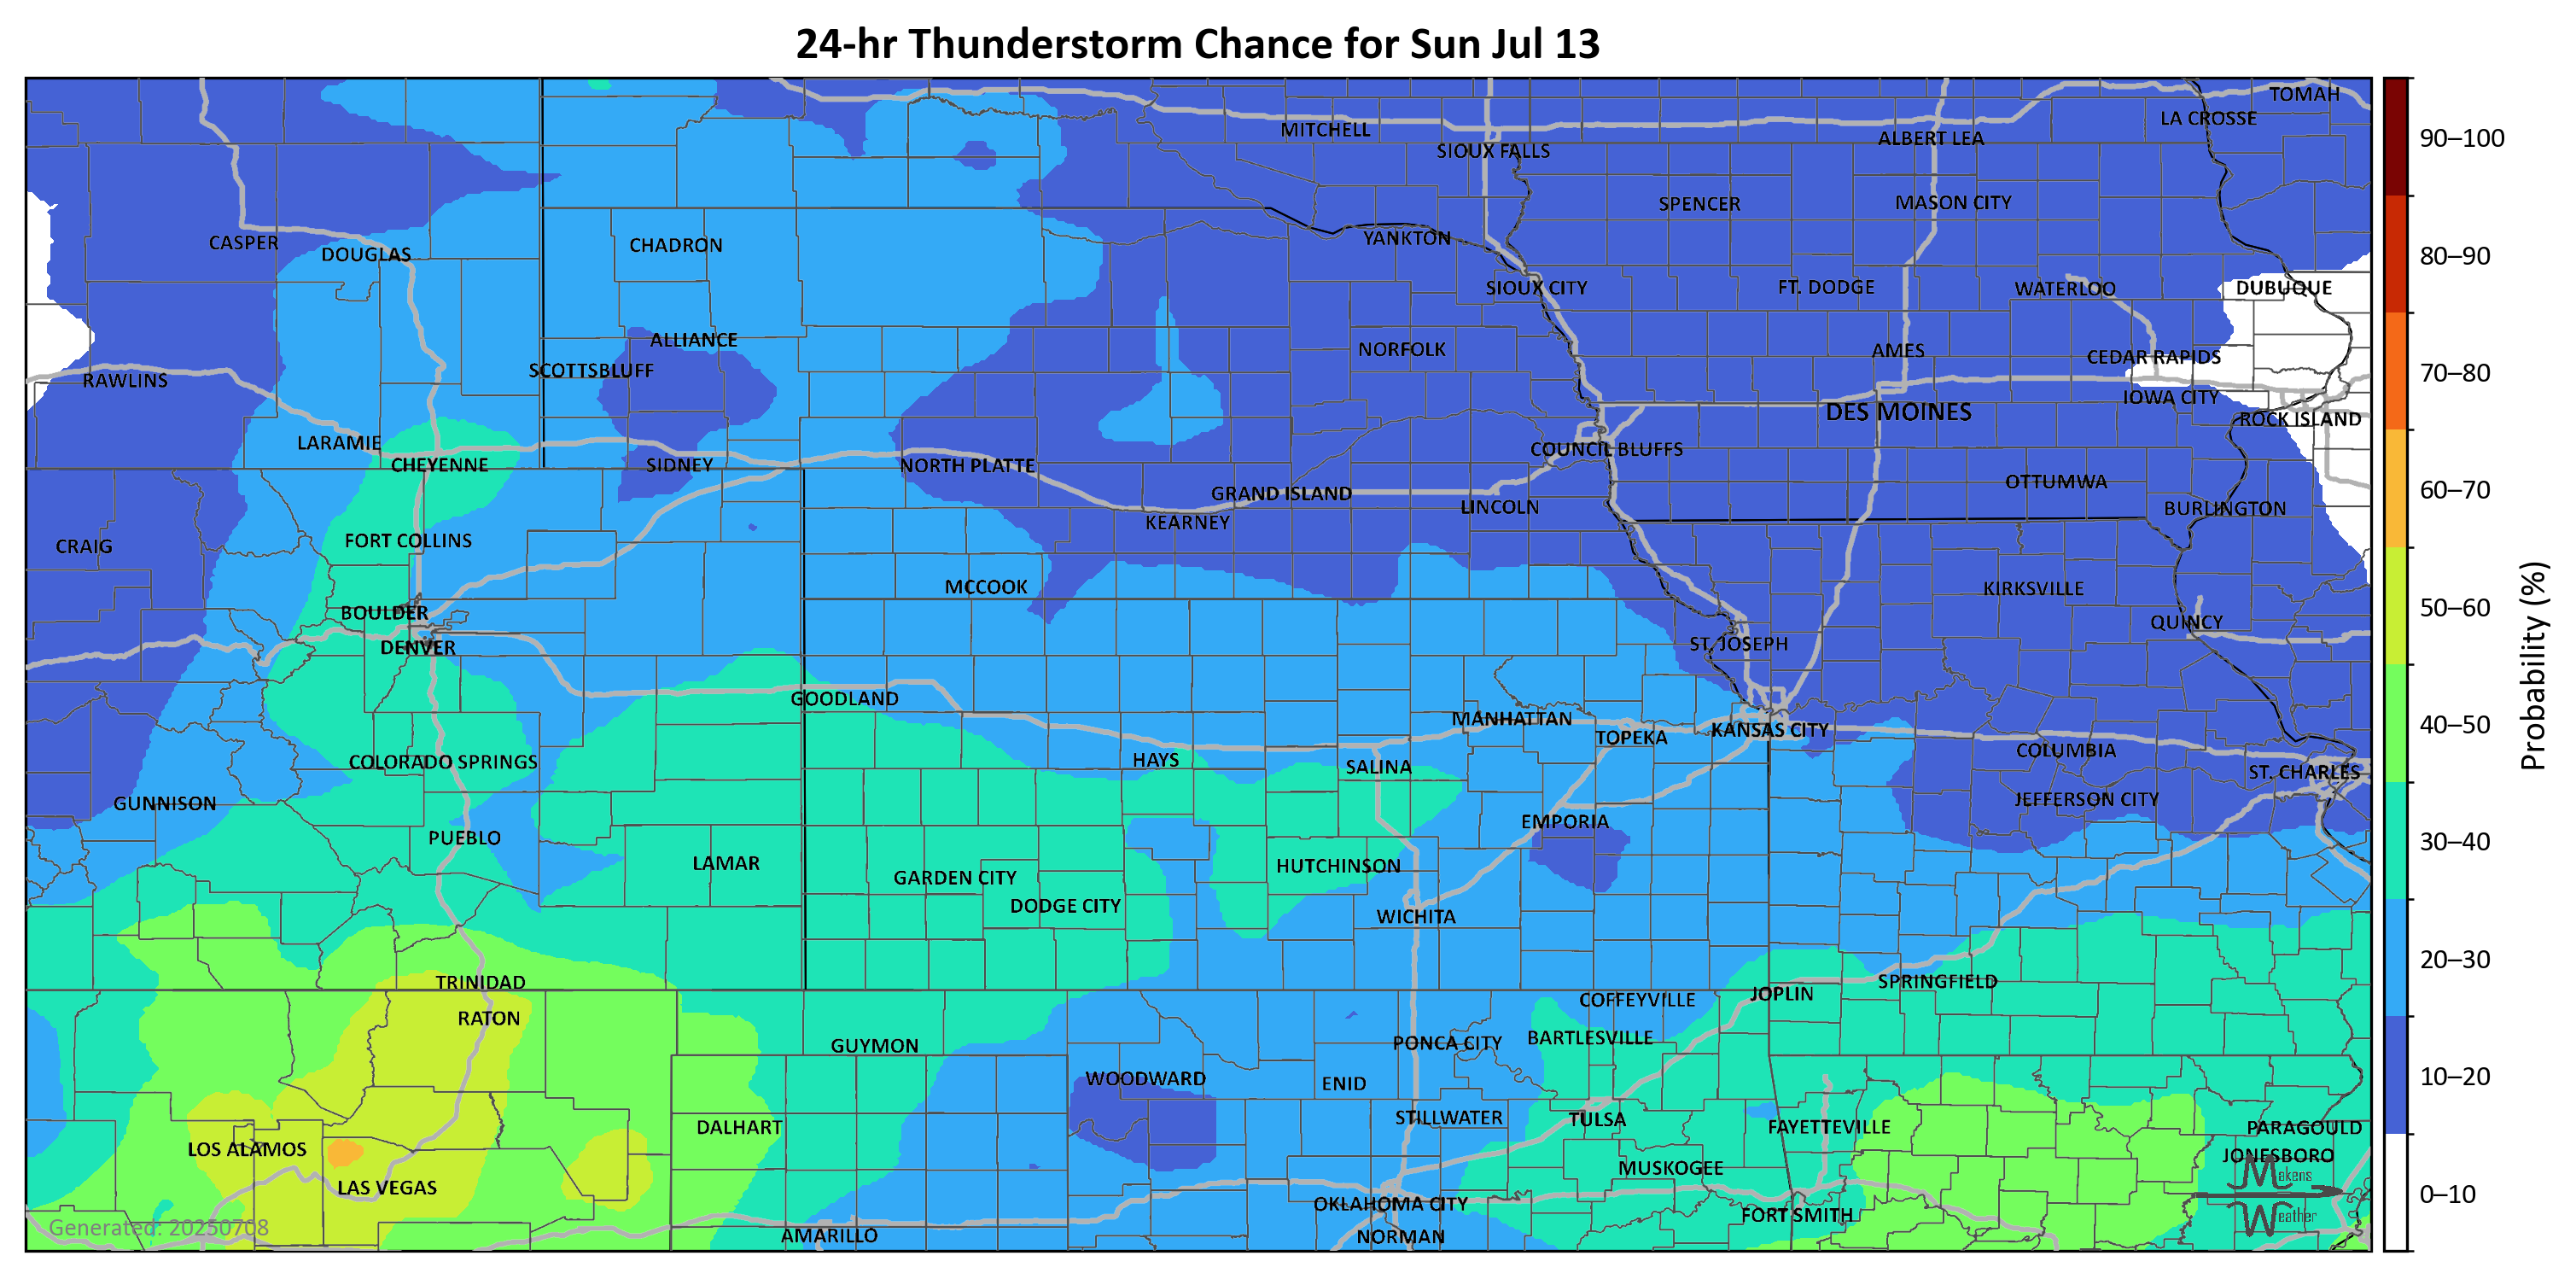 24-hr Thunderstorm Chance for Sun Jul 13
TOMAH
LA CROSSE
MITCHELL
ALBERT LEA
SIOUX FALLS
SPENCER
MASON CITY
CASPER
DOUGLAS
CHADRON
YANKTON
SIOUX CITY
FT. DODGE
WATERLOO
DUBUQUE
ALLIANCE
NORFOLK
AMES
CEDAR RAPIDS
RAWLINS
SCOTTSBLUFF
IOWA CITY
DES MOINES
ROCK ISLAND
LARAMIE
COUNCIL BLUFFS
CHEYENNE
SIDNEY
NORTH PLATTE
OTTUMWA
GRAND ISLAND
LINCOLN
BURLINGTON
KEARNEY
CRAIG
FORT COLLINS
MCCOOK
KIRKSVILLE
BOULDER
QUINCY
DENVER
ST. JOSEPH
GOODLAND
MANHATTAN
TOPEKA
KANSAS CITY
COLUMBIA
COLORADO SPRINGS
HAYS
SALINA
ST. CHARLES
GUNNISON
JEFFERSON CITY
EMPORIA
PUEBLO
LAMAR
HUTCHINSON
GARDEN CITY
DODGE CITY
WICHITA
TRINIDAD
SPRINGFIELD
JOPLIN
COFFEYVILLE
RATON
BARTLESVILLE
GUYMON
PONCA CITY
WOODWARD
ENID
STILLWATER
TULSA
DALHART
FAYETTEVILLE
PARAGOULD
LOS ALAMOS
JONESBORO
MUSKOGEE
Makens
LAS VEGAS
OKLAHOMA CITY
FORT SMITH
Weather
Generated: 20250708
AMARILLO
NORMAN
90–100
80–90
70–80
60–70
50–60
40–50
30–40
20–30
10–20
0–10
Probability (%)